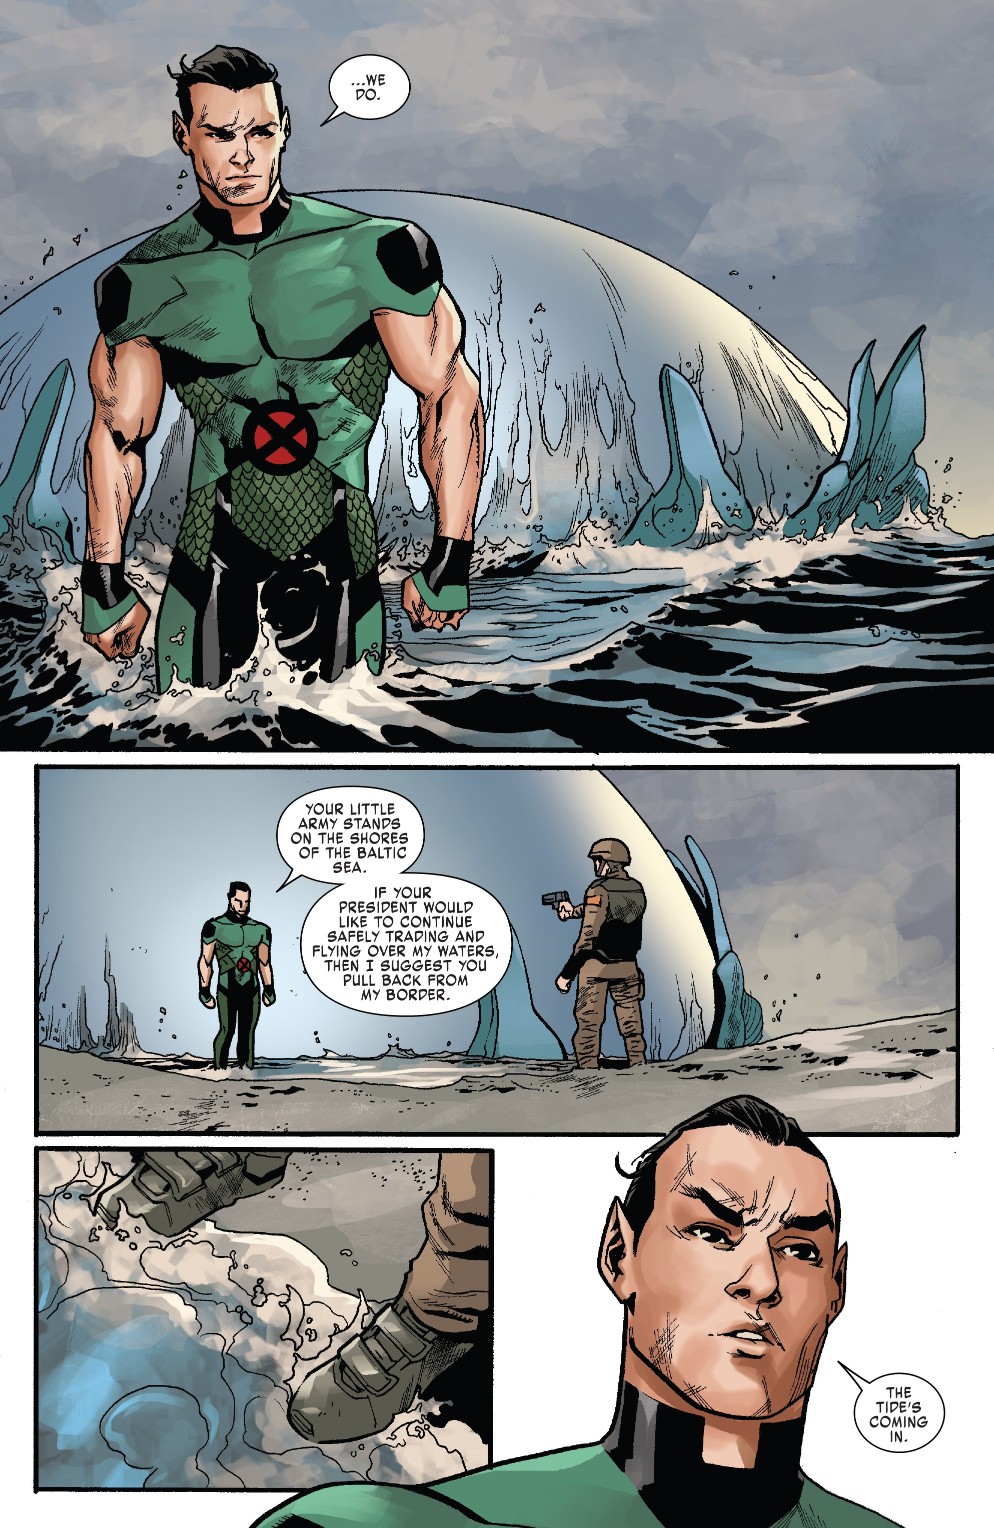 ...WE
DO.
YOUR LITTLE
ARMY STANDS
ON THE SHORES
OF THE BALTIC
SEA.
IF YOUR
PRESIDENT WOULD
LIKE TO CONTINUE
SAFELY TRADING AND
FLYING OVER MY WATERS,
THEN I SUGGEST YOU
PULL BACK FROM
MY BORDER.
THE
TIDE'S
COMING
IN.